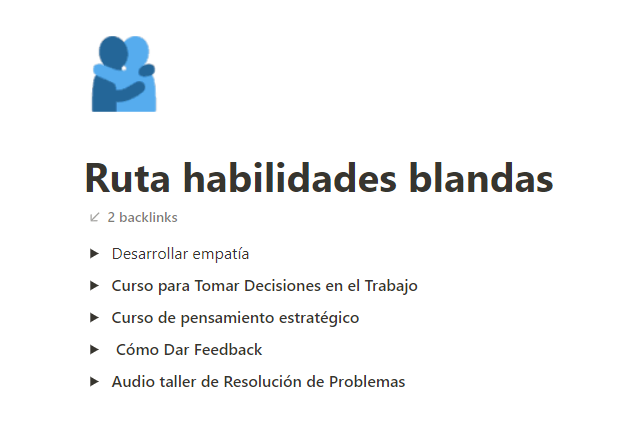 Ruta habilidades blandas
2 backlinks
Desarrollar empatía
Curso para Tomar Decisiones en el Trabajo
Curso de pensamiento estratégico
Cómo Dar Feedback
Audio taller de Resolución de Problemas